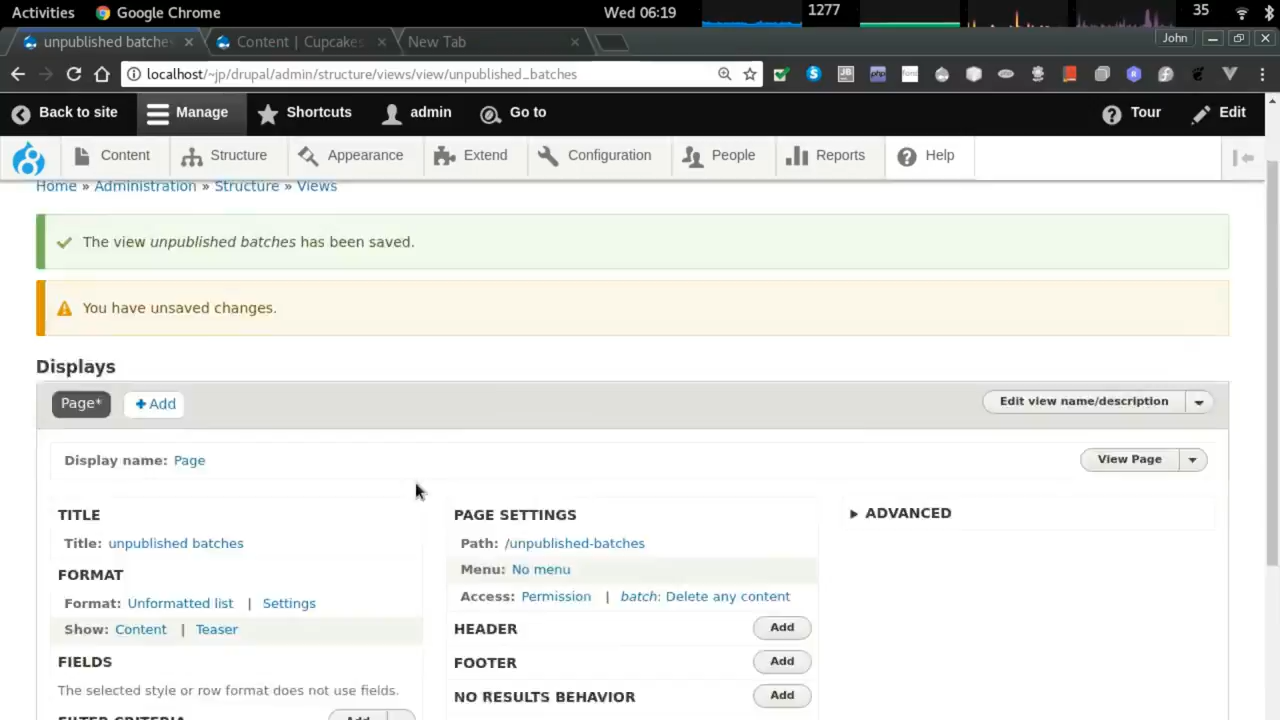 Activities Google Chrome Wed 06:19 1277 35
unpublished batche Content | Cupcakes New Tab John
localhost/~jp/drupal/admin/structure/views/view/unpublished_batches
Back to site Manage Shortcuts admin Go to Tour Edit
Content Structure Appearance Extend Configuration People Reports Help
Home » Administration » Structure » Views
The view unpublished batches has been saved.
You have unsaved changes.
Displays
Page* +Add Edit view name/description
Display name: Page View Page
TITLE
Title: unpublished batches
FORMAT
Format: Unformatted list | Settings
Show: Content | Teaser
FIELDS
The selected style or row format does not use fields.
FILTER CRITERIA Add
PAGE SETTINGS
Path: /unpublished-batches
Menu: No menu
Access: Permission | batch: Delete any content
HEADER Add
FOOTER Add
NO RESULTS BEHAVIOR Add
ADVANCED